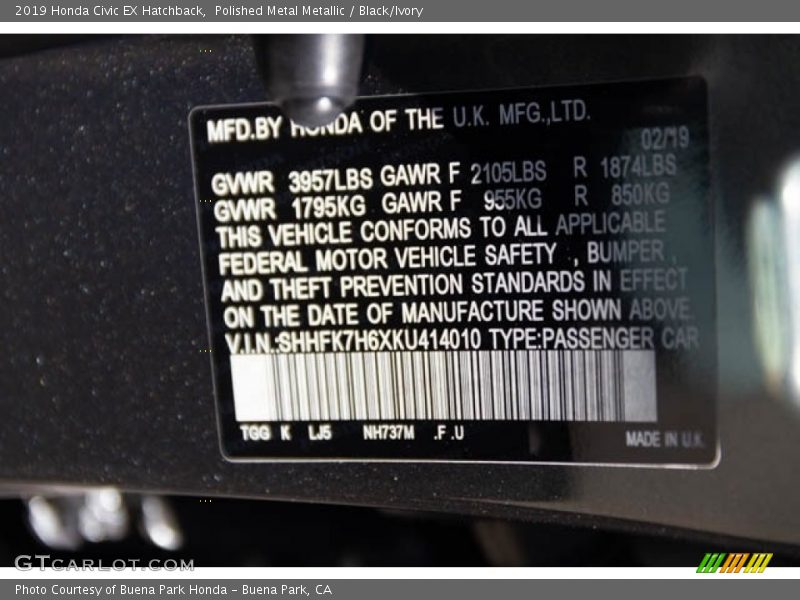 2019 Honda Civic EX Hatchback,  Polished Metal Metallic / Black/Ivory
MFD.BY HONDA OF THE U.K. MFG.,LTD.
02/19
GVWR 3957LBS GAWR F 2105LBS R 1874LBS
GVWR 1795KG GAWR F 955KG R 850KG
THIS VEHICLE CONFORMS TO ALL APPLICABLE
FEDERAL MOTOR VEHICLE SAFETY , BUMPER ,
AND THEFT PREVENTION STANDARDS IN EFFECT
ON THE DATE OF MANUFACTURE SHOWN ABOVE.
V.I.N.:SHHFK7H6XKU414010 TYPE:PASSENGER CAR
TGG K LJ5 NH737M .F .U
MADE IN U.K.
GTCARLOT.COM
Photo Courtesy of Buena Park Honda - Buena Park, CA